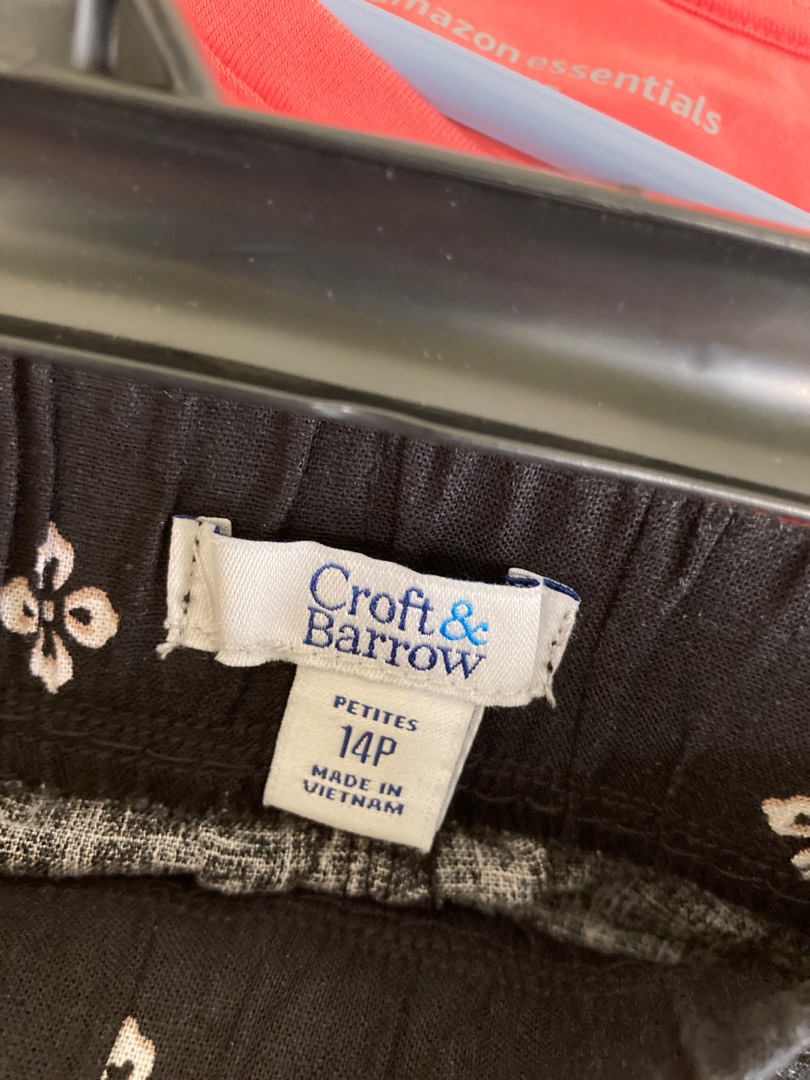 amazon essentials
Croft &
Barrow
PETITES
14P
MADE IN
VIETNAM